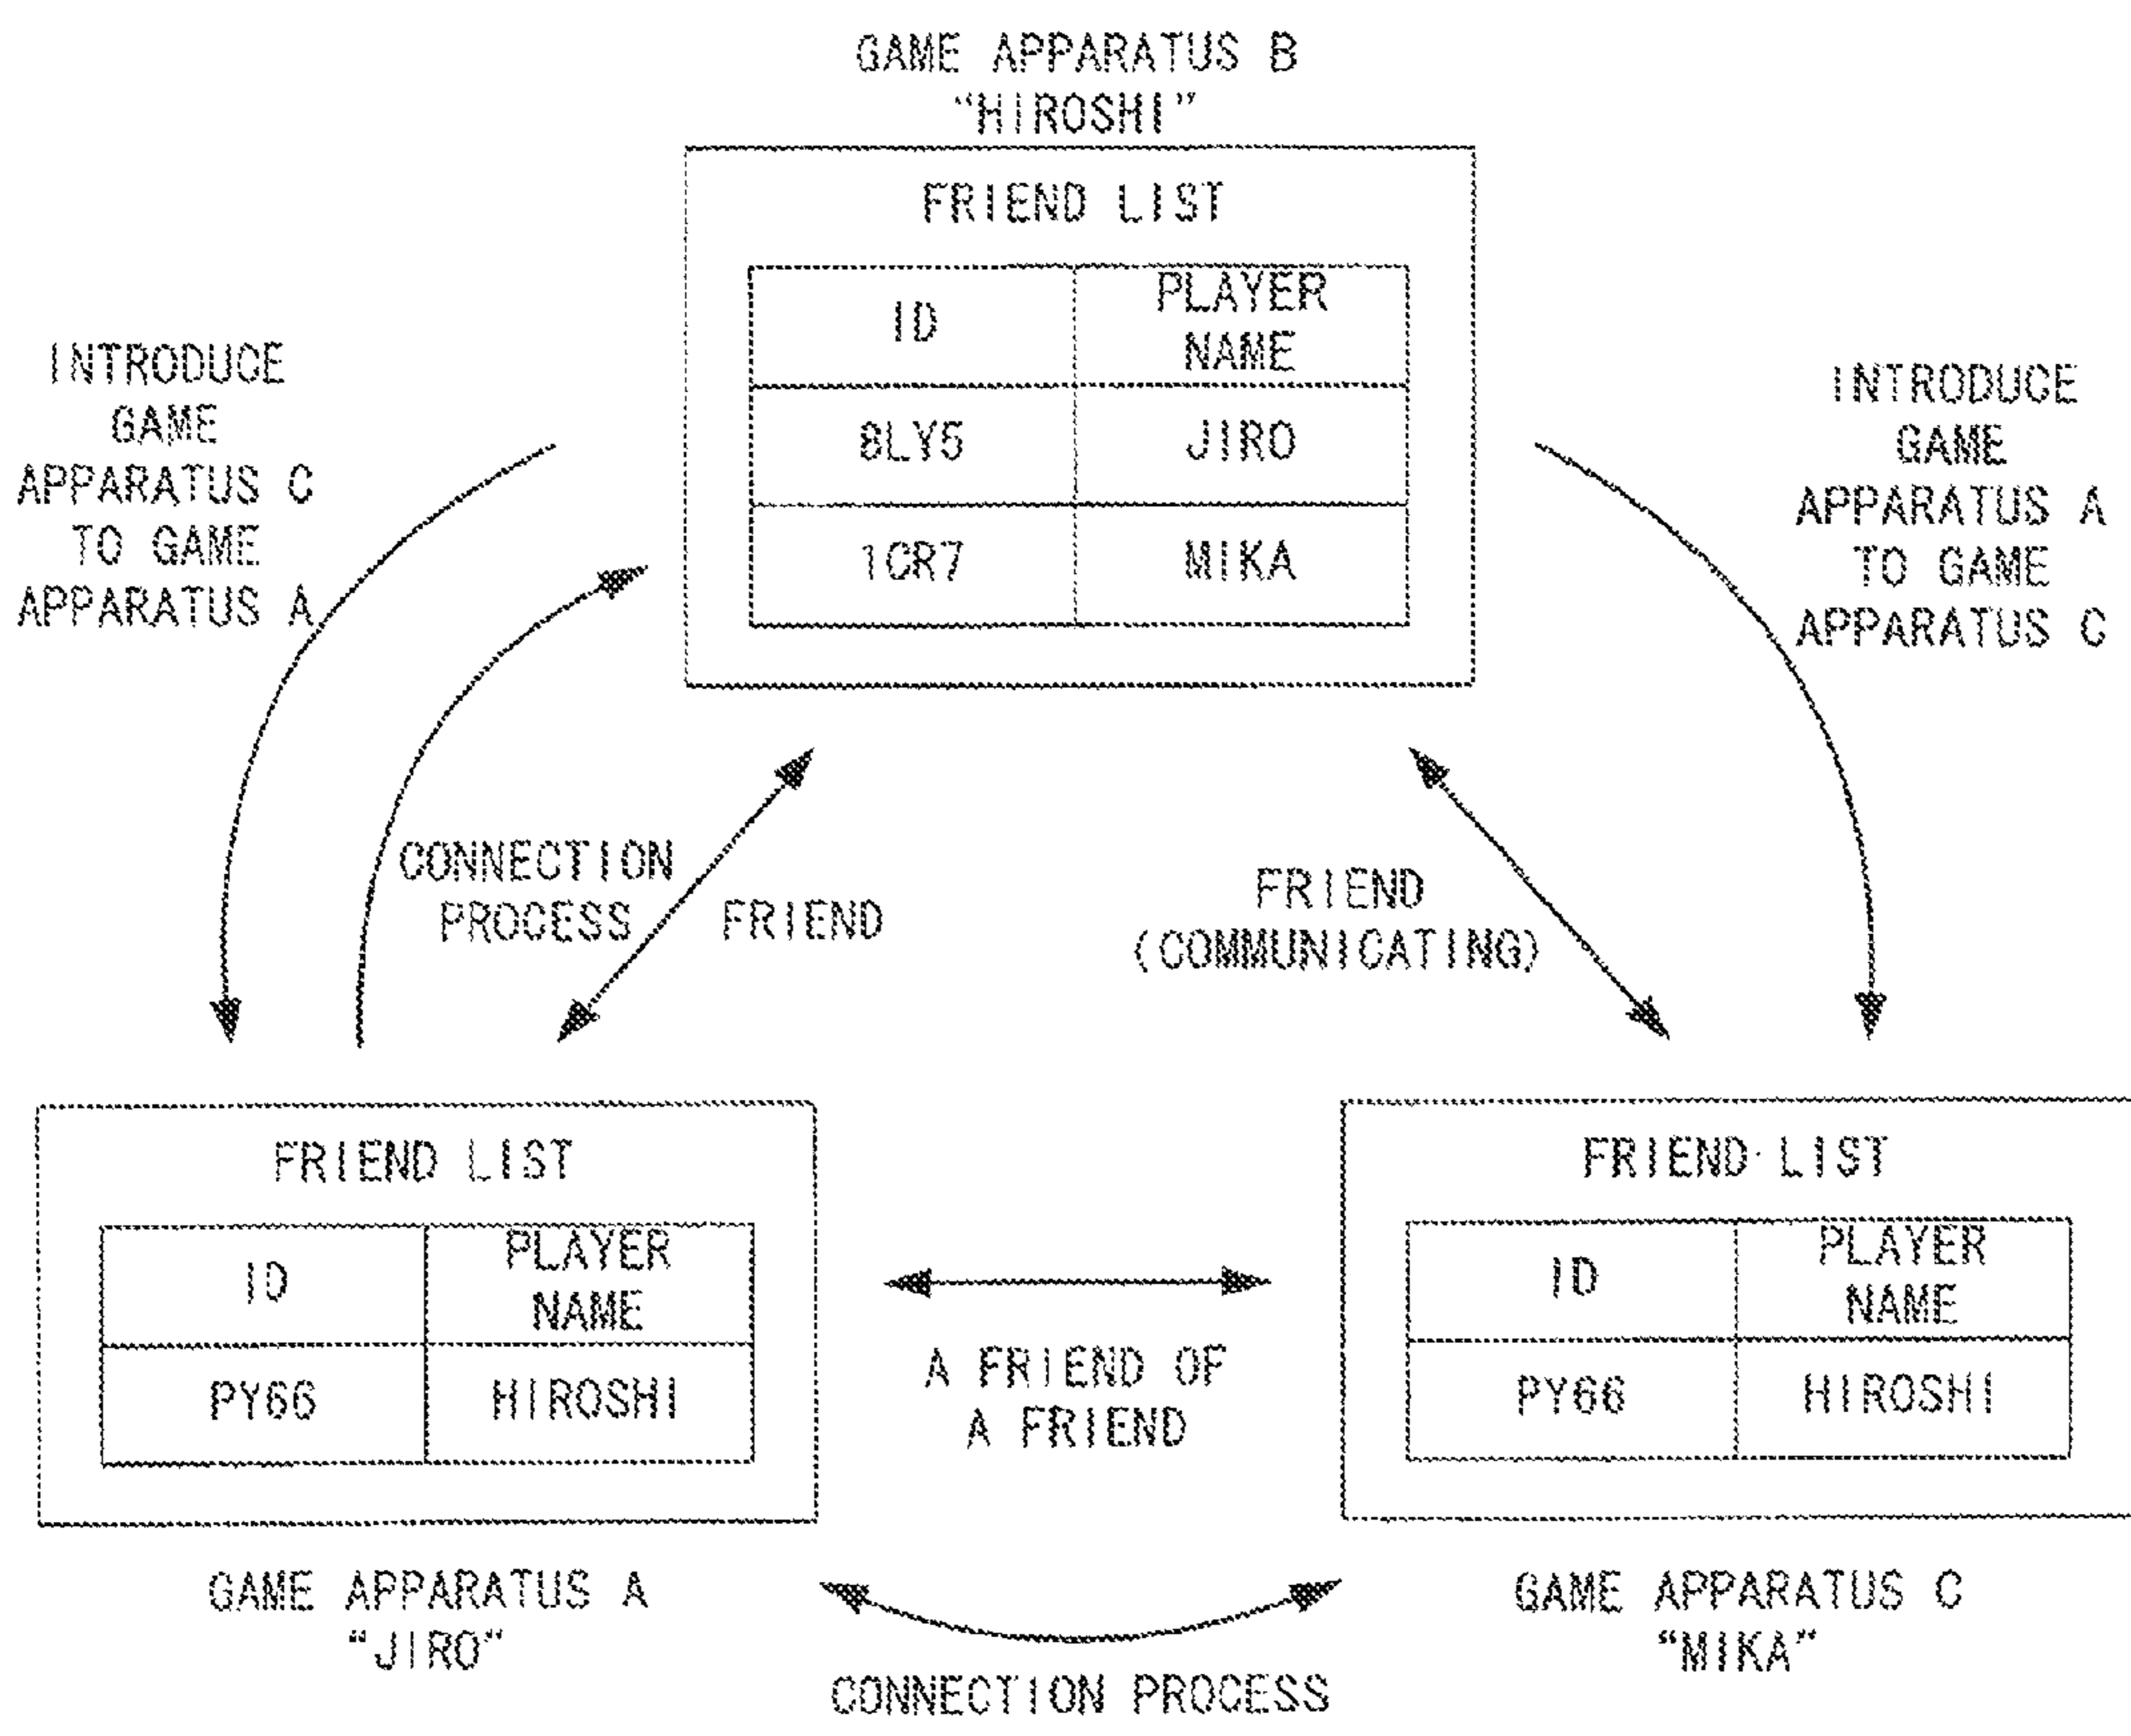 GAME APPARATUS B
“HIROSHI”
FRIEND LIST
ID
PLAYER
NAME
8LY5
JIRO
1CR7
MIKA
INTRODUCE
GAME
APPARATUS C
TO GAME
APPARATUS A
INTRODUCE
GAME
APPARATUS A
TO GAME
APPARATUS C
CONNECTION
PROCESS
FRIEND
FRIEND
(COMMUNICATING)
FRIEND LIST
ID
PLAYER
NAME
PY66
HIROSHI
GAME APPARATUS A
“JIRO”
A FRIEND OF
A FRIEND
FRIEND LIST
ID
PLAYER
NAME
PY66
HIROSHI
GAME APPARATUS C
“MIKA”
CONNECTION PROCESS